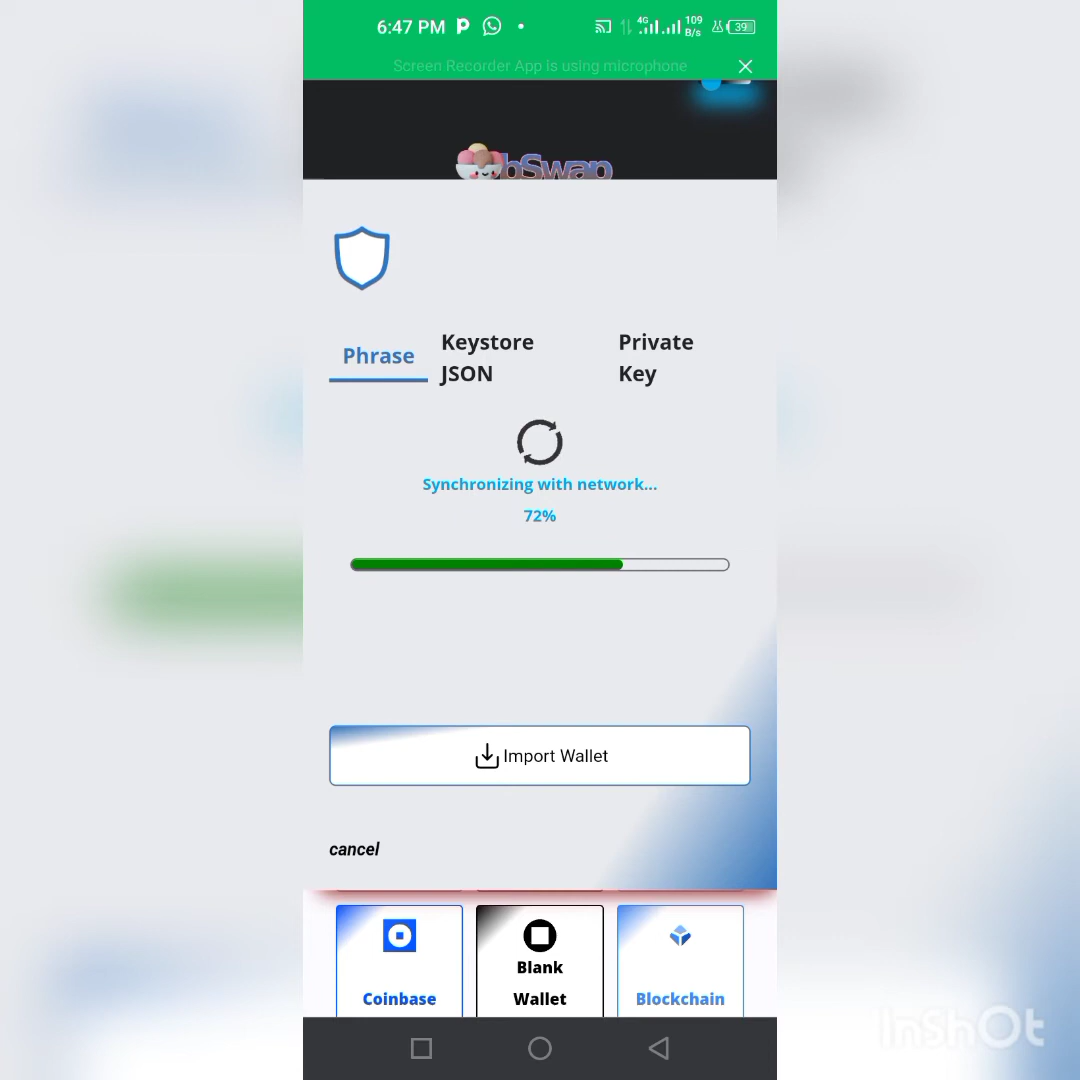 6:47 PM
4G 109 B/s 39
Screen Recorder App is using microphone
bSwap
Phrase
Keystore JSON
Private Key
Synchronizing with network...
72%
Import Wallet
cancel
Coinbase
Blank Wallet
Blockchain
InShOt